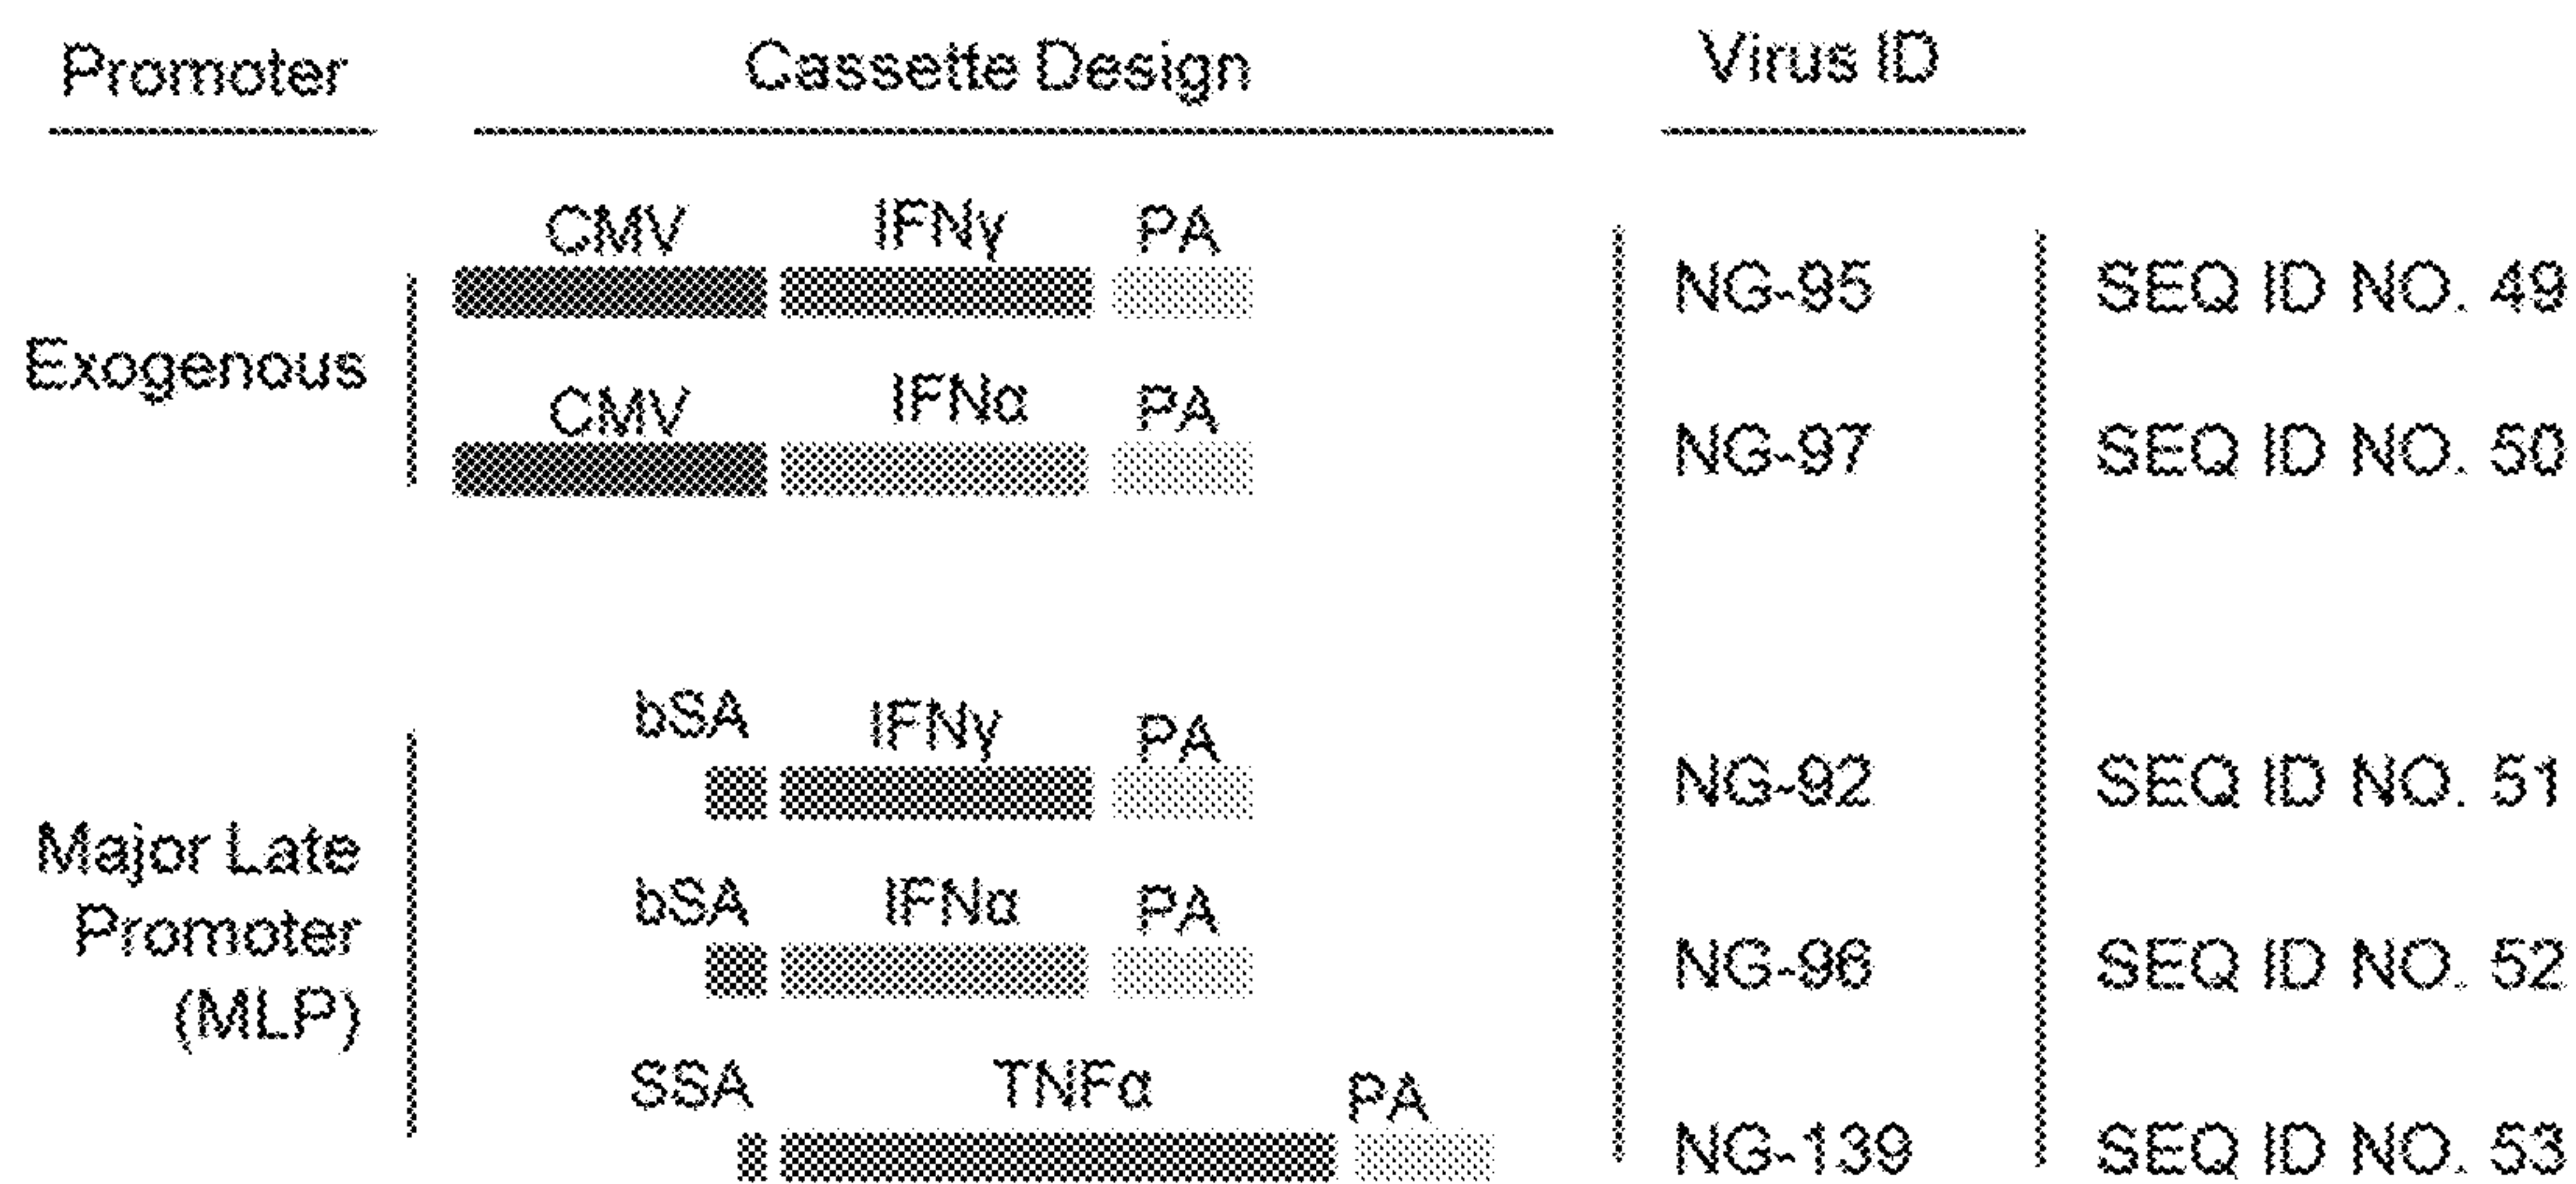 Promoter Cassette Design Virus ID
CMV IFNγ PA
NG-95 SEQ ID NO. 49
Exogenous
CMV IFNα PA
NG-97 SEQ ID NO. 50
bSA IFNγ PA
NG-92 SEQ ID NO. 51
Major Late
Promoter
(MLP)
bSA IFNα PA
NG-96 SEQ ID NO. 52
SSA TNFα PA
NG-139 SEQ ID NO. 53